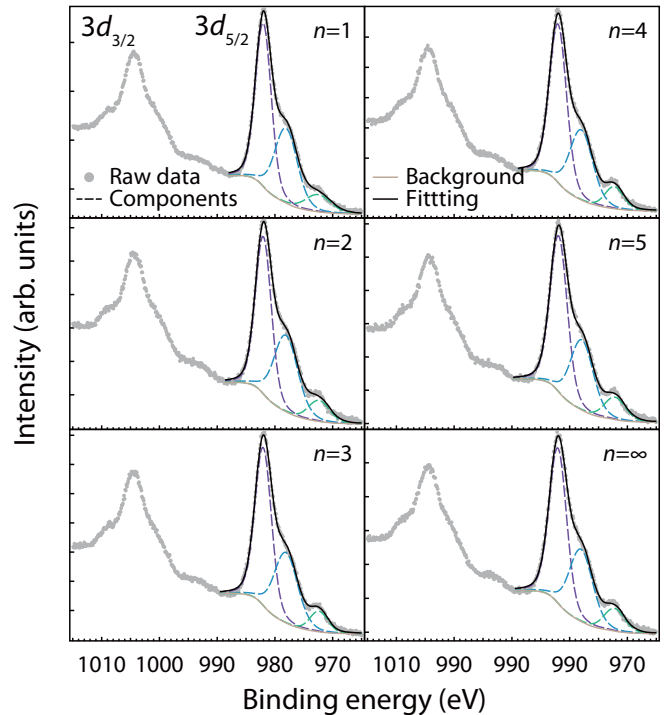 3d3/2
3d5/2
n=1
n=4
Raw data
Components
Background
Fittting
n=2
n=5
n=3
n=∞
Intensity (arb. units)
1010 1000 990 980 970
1010 990 990 990 970
Binding energy (eV)